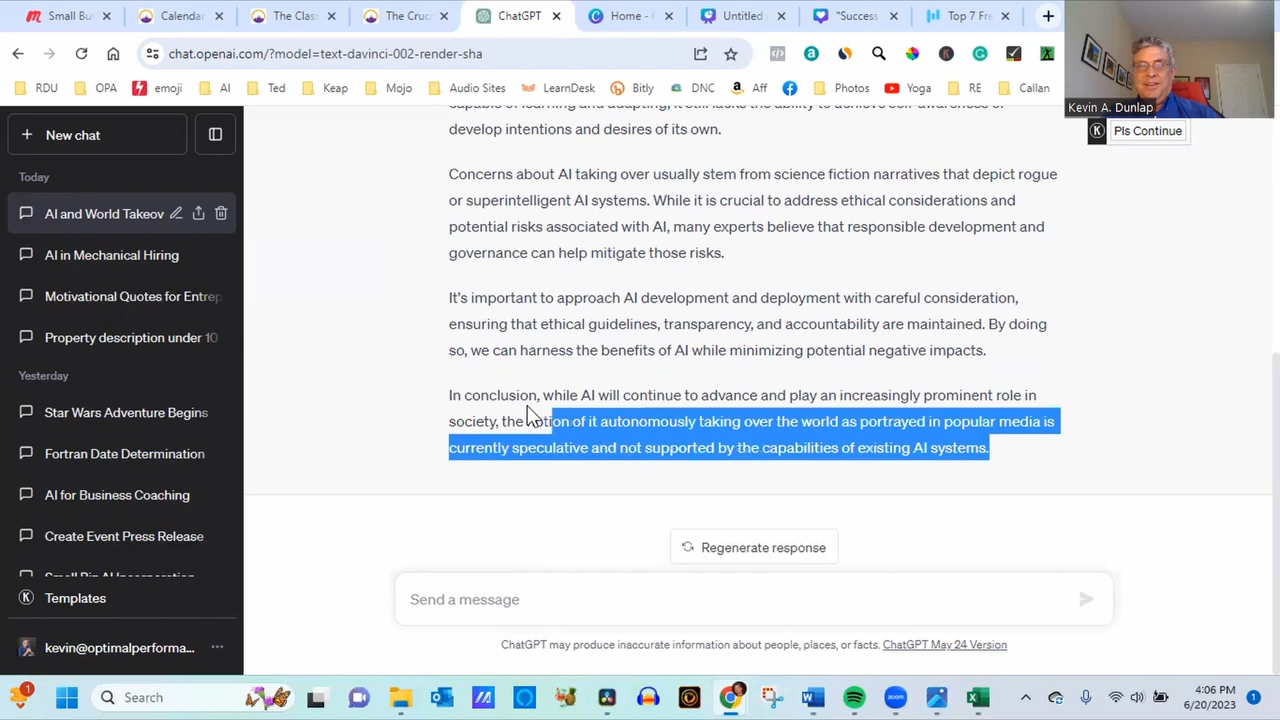 Small Bus
Calendar
The Class
The Cruc
ChatGPT
Home -
Untitled
"Success
Top 7 Fre
chat.openai.com/?model=text-davinci-002-render-sha
RDU
OPA
emoji
AI
Ted
Keap
Mojo
Audio Sites
LearnDesk
Bitly
DNC
Aff
Photos
Yoga
RE
Callan
Kevin A. Dunlap
Pls Continue
New chat
Today
AI and World Takeov
AI in Mechanical Hiring
Motivational Quotes for Entrep
Property description under 10
Yesterday
Star Wars Adventure Begins
Fortran Date Determination
AI for Business Coaching
Create Event Press Release
Templates
kevin@optimalperforma...
develop intentions and desires of its own.
Concerns about AI taking over usually stem from science fiction narratives that depict rogue
or superintelligent AI systems. While it is crucial to address ethical considerations and
potential risks associated with AI, many experts believe that responsible development and
governance can help mitigate those risks.
It's important to approach AI development and deployment with careful consideration,
ensuring that ethical guidelines, transparency, and accountability are maintained. By doing
so, we can harness the benefits of AI while minimizing potential negative impacts.
In conclusion, while AI will continue to advance and play an increasingly prominent role in
society, the notion of it autonomously taking over the world as portrayed in popular media is
currently speculative and not supported by the capabilities of existing AI systems.
Regenerate response
Send a message
ChatGPT may produce inaccurate information about people, places, or facts. ChatGPT May 24 Version
Search
4:06 PM
6/20/2023